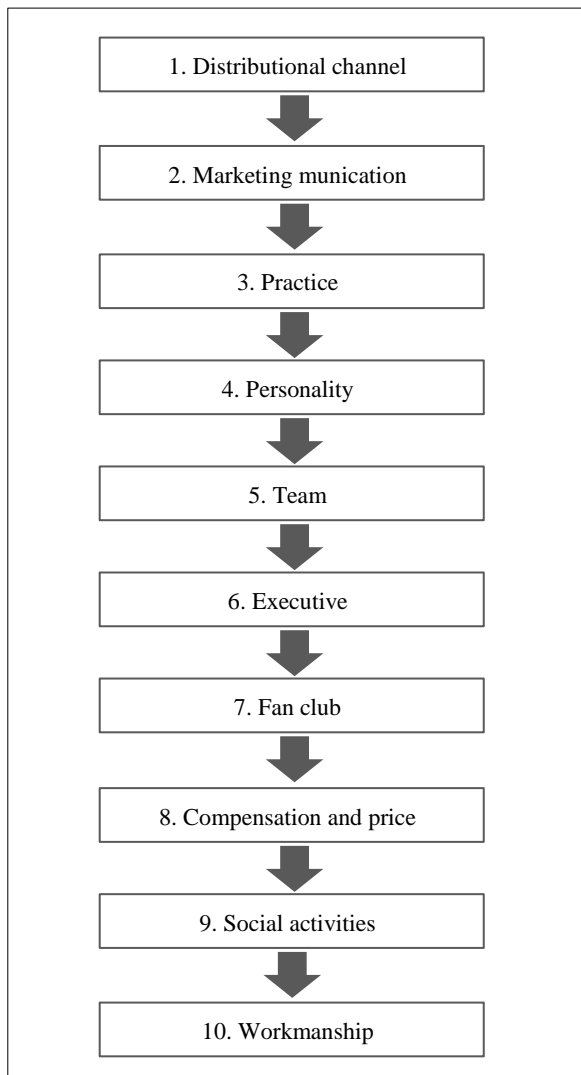 1. Distributional channel
2. Marketing munication
3. Practice
4. Personality
5. Team
6. Executive
7. Fan club
8. Compensation and price
9. Social activities
10. Workmanship